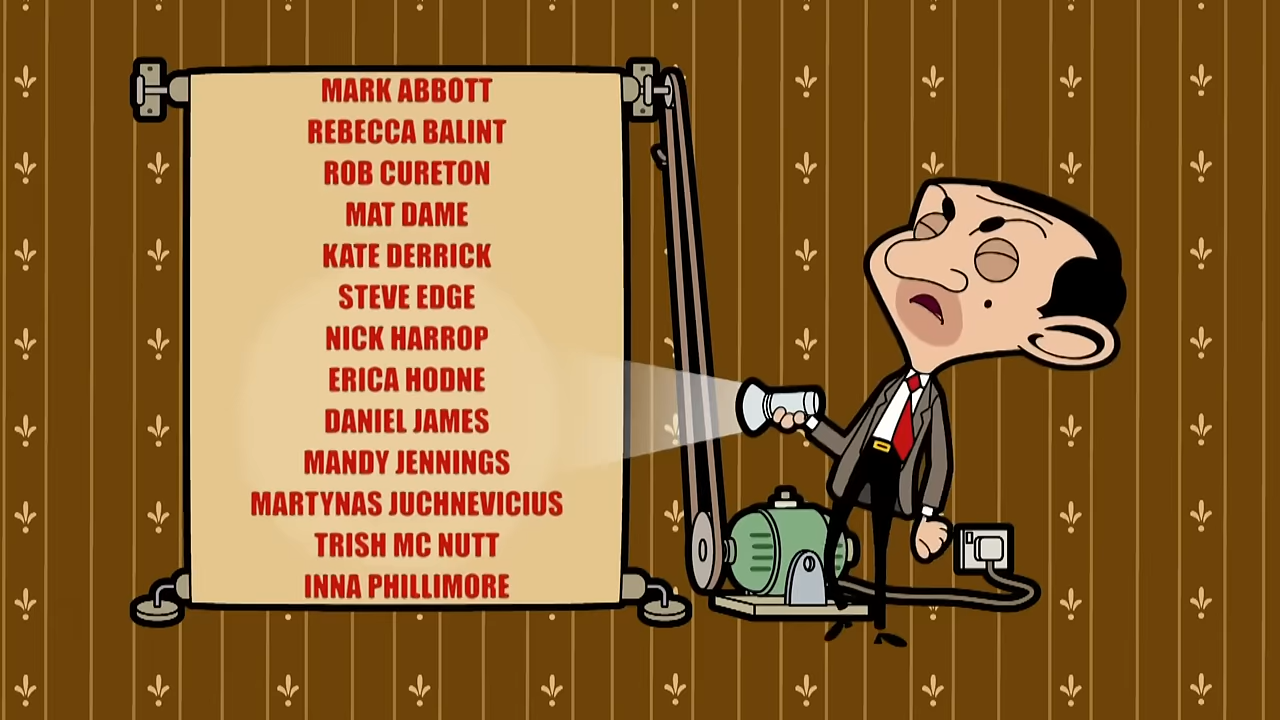 MARK ABBOTT
REBECCA BALINT
ROB CURETON
MAT DAME
KATE DERRICK
STEVE EDGE
NICK HARROP
ERICA HODNE
DANIEL JAMES
MANDY JENNINGS
MARTYNAS JUCHNEVICIUS
TRISH MC NUTT
INNA PHILLIMORE